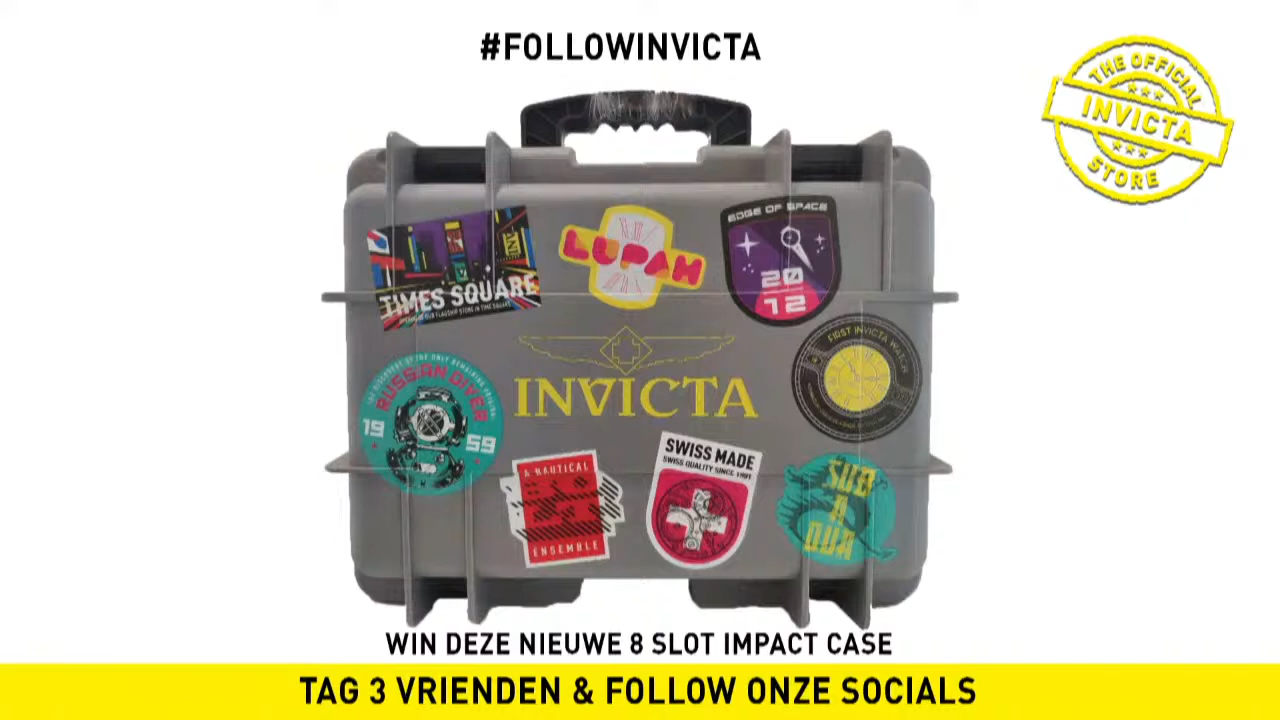 #FOLLOWINVICTA
THE OFFICIAL
INVICTA
STORE
EDGE OF SPACE
LUPAH
TIMES SQUARE
20
12
FIRST INVICTA WATCH
RUSSIAN DIVER
19 59
INVICTA
SWISS MADE
SWISS QUALITY SINCE
A NAUTICAL
ENSEMBLE
SUB
A
QUA
WIN DEZE NIEUWE 8 SLOT IMPACT CASE
TAG 3 VRIENDEN & FOLLOW ONZE SOCIALS